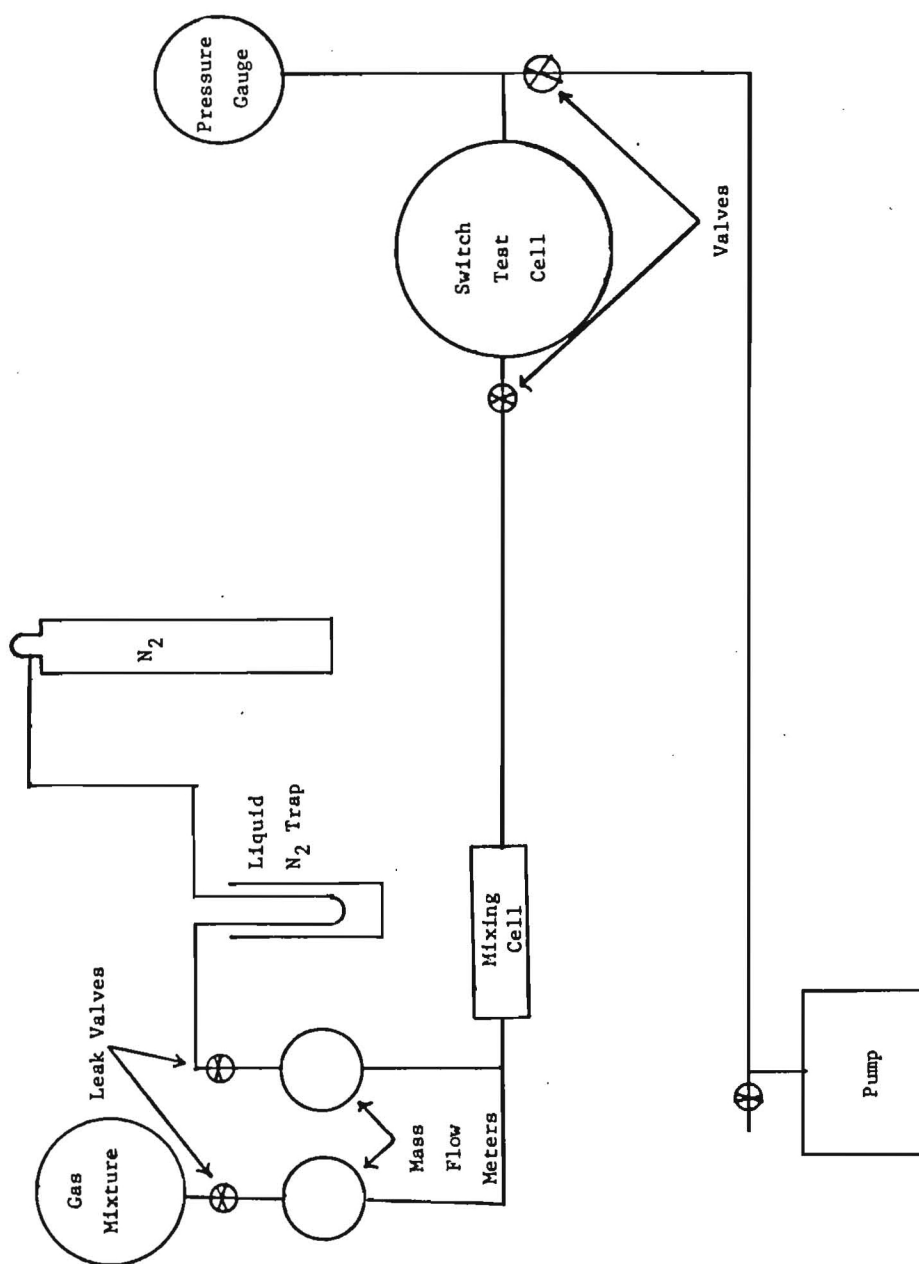 Gas
Mixture
Leak Valves
Liquid
N₂ Trap
N₂
Pressure
Gauge
Mass
Flow
Meters
Mixing
Cell
Switch
Test
Cell
Valves
Pump